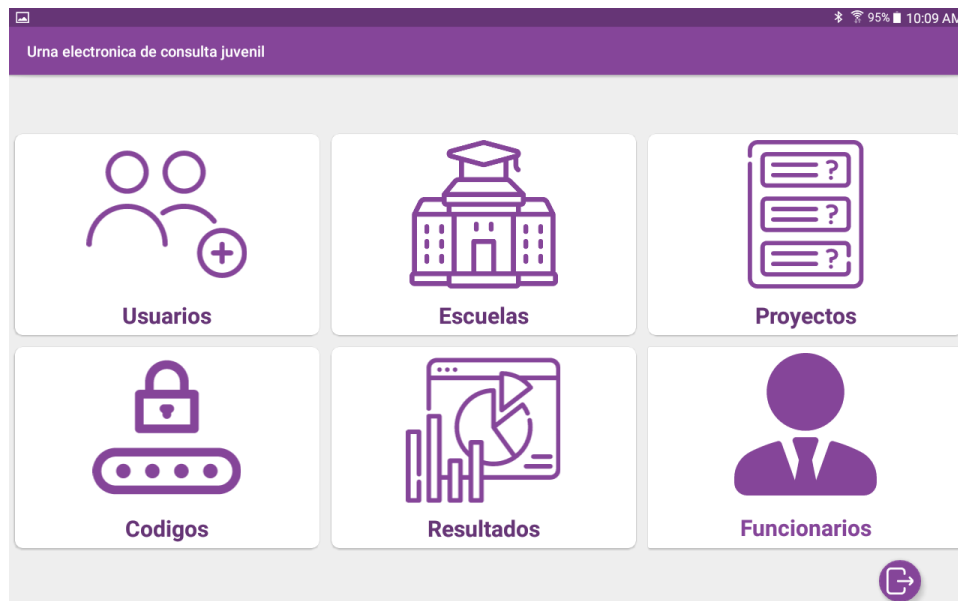 95% 10:09 AM
Urna electronica de consulta juvenil
? 
?
?
Usuarios
Escuelas
Proyectos
Codigos
Resultados
Funcionarios